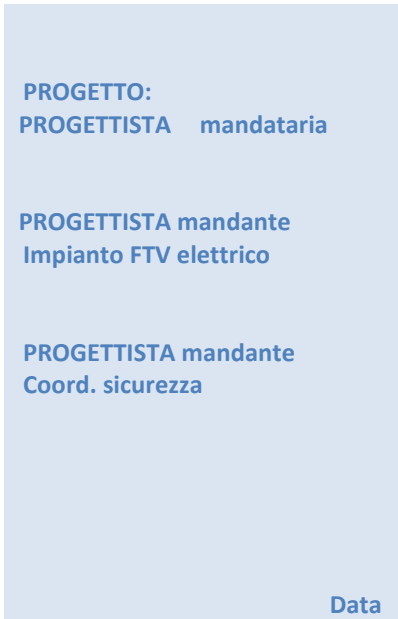 PROGETTO:
PROGETTISTA mandataria
PROGETTISTA mandante
Impianto FTV elettrico
PROGETTISTA mandante
Coord. sicurezza
Data